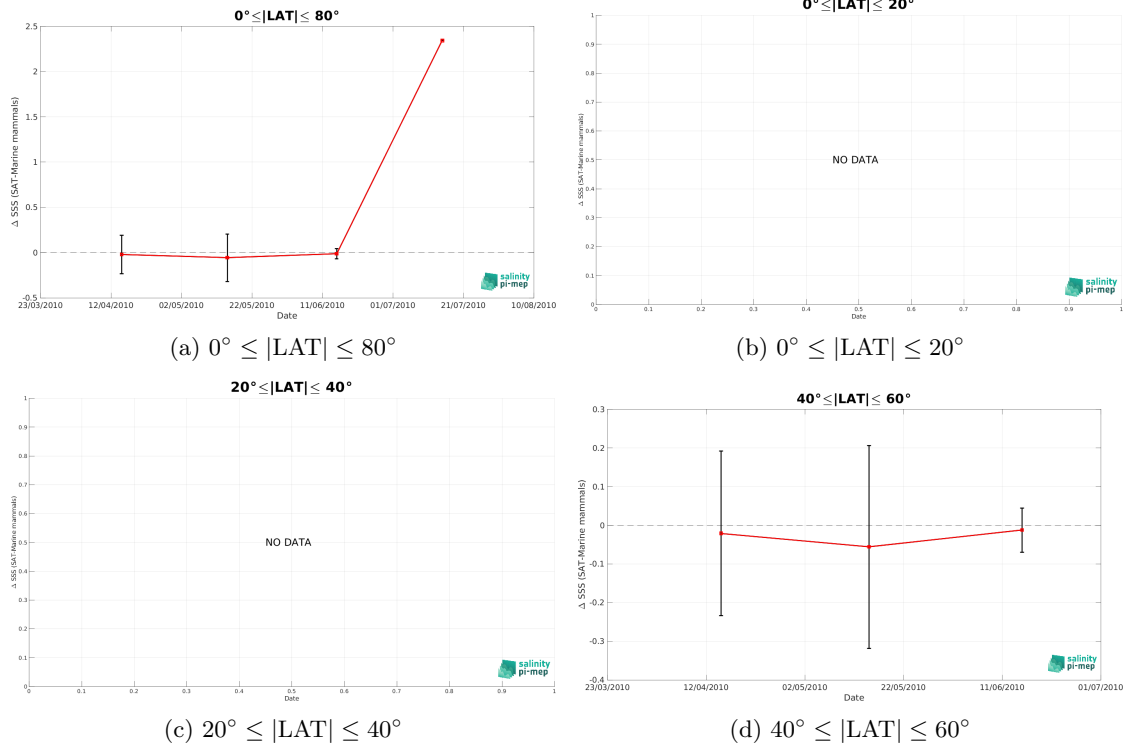 0°≤|LAT|≤ 80°
2.5
2
1.5
1
0.5
0
-0.5
Δ SSS (SAT-Marine mammals)
23/03/2010 12/04/2010 02/05/2010 22/05/2010 11/06/2010 01/07/2010 21/07/2010 10/08/2010
Date
salinity
pi-mep
(a) 0° ≤ |LAT| ≤ 80°
0°≤|LAT|≤ 20°
1
0.9
0.8
0.7
0.6
0.5
0.4
0.3
0.2
0.1
0
Δ SSS (SAT-Marine mammals)
NO DATA
0 0.1 0.2 0.3 0.4 0.5 0.6 0.7 0.8 0.9 1
Date
salinity
pi-mep
(b) 0° ≤ |LAT| ≤ 20°
20°≤|LAT|≤ 40°
1
0.9
0.8
0.7
0.6
0.5
0.4
0.3
0.2
0.1
0
Δ SSS (SAT-Marine mammals)
NO DATA
0 0.1 0.2 0.3 0.4 0.5 0.6 0.7 0.8 0.9 1
Date
salinity
pi-mep
(c) 20° ≤ |LAT| ≤ 40°
40°≤|LAT|≤ 60°
0.3
0.2
0.1
0
-0.1
-0.2
-0.3
-0.4
Δ SSS (SAT-Marine mammals)
23/03/2010 12/04/2010 02/05/2010 22/05/2010 11/06/2010 01/07/2010
Date
salinity
pi-mep
(d) 40° ≤ |LAT| ≤ 60°